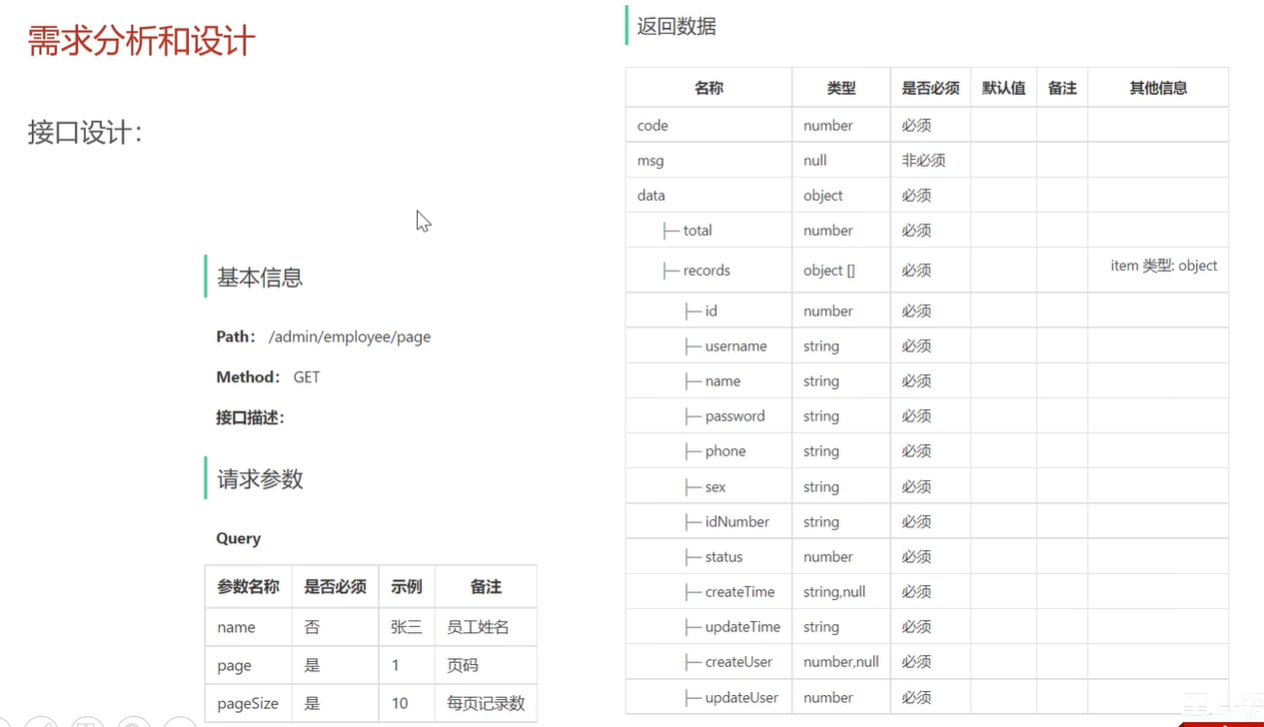 需求分析和设计
接口设计：
基本信息
Path： /admin/employee/page
Method： GET
接口描述：
请求参数
Query
参数名称 是否必须 示例 备注
name 否 张三 员工姓名
page 是 1 页码
pageSize 是 10 每页记录数
返回数据
名称 类型 是否必须 默认值 备注 其他信息
code number 必须
msg null 非必须
data object 必须
├─ total number 必须
├─ records object [] 必须 item 类型: object
├─ id number 必须
├─ username string 必须
├─ name string 必须
├─ password string 必须
├─ phone string 必须
├─ sex string 必须
├─ idNumber string 必须
├─ status number 必须
├─ createTime string,null 必须
├─ updateTime string 必须
├─ createUser number,null 必须
├─ updateUser number 必须